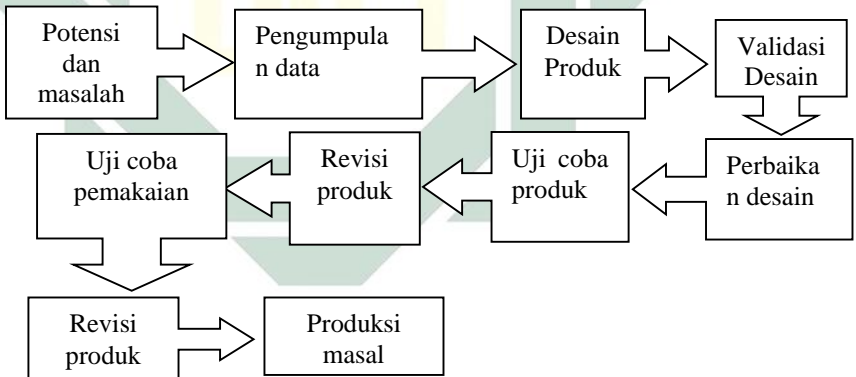 Potensi
dan
masalah
Pengumpula
n data
Desain
Produk
Validasi
Desain
Perbaika
n desain
Uji coba
produk
Revisi
produk
Uji coba
pemakaian
Revisi
produk
Produksi
masal